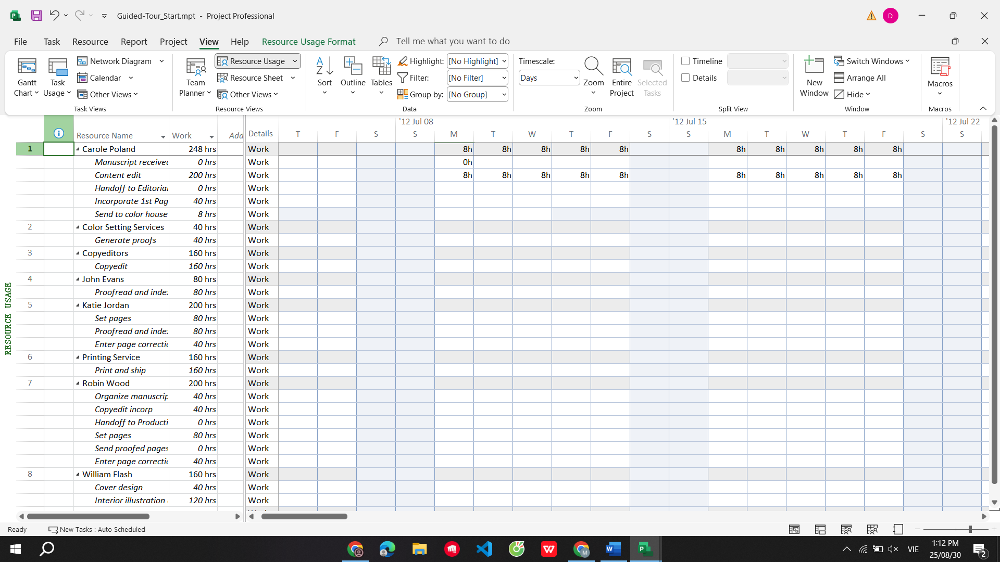 Guided-Tour_Start.mpt - Project Professional
D
File Task Resource Report Project View Help Resource Usage Format Tell me what you want to do
Gantt Chart
Task Usage
Network Diagram
Calendar
Other Views
Task Views
Team Planner
Resource Usage
Resource Sheet
Other Views
Resource Views
Sort
Outline
Tables
Highlight: [No Highlight]
Filter: [No Filter]
Group by: [No Group]
Data
Timescale:
Days
Zoom
Entire Project
Selected Tasks
Zoom
Timeline
Details
Split View
New Window
Switch Windows
Arrange All
Hide
Window
Macros
Macros
'12 Jul 08 '12 Jul 15 '12 Jul 22
Resource Name Work Add Details T F S S M T W T F S S M T W T F S S
1 Carole Poland 248 hrs Work 8h 8h 8h 8h 8h 8h 8h 8h 8h 8h
Manuscript received 0 hrs Work 0h
Content edit 200 hrs Work 8h 8h 8h 8h 8h 8h 8h 8h 8h 8h
Handoff to Editorial 0 hrs Work
Incorporate 1st Pag 40 hrs Work
Send to color house 8 hrs Work
2 Color Setting Services 40 hrs Work
Generate proofs 40 hrs Work
3 Copyeditors 160 hrs Work
Copyedit 160 hrs Work
4 John Evans 80 hrs Work
Proofread and inde 80 hrs Work
5 Katie Jordan 200 hrs Work
Set pages 80 hrs Work
Proofread and inde 80 hrs Work
Enter page correcti 40 hrs Work
6 Printing Service 160 hrs Work
Print and ship 160 hrs Work
7 Robin Wood 200 hrs Work
Organize manuscrip 40 hrs Work
Copyedit incorp 40 hrs Work
Handoff to Producti 0 hrs Work
Set pages 80 hrs Work
Send proofed pages 0 hrs Work
Enter page correcti 40 hrs Work
8 William Flash 160 hrs Work
Cover design 40 hrs Work
Interior illustration 120 hrs Work
RESOURCE USAGE
Ready New Tasks : Auto Scheduled
VIE
1:12 PM
25/08/30
2